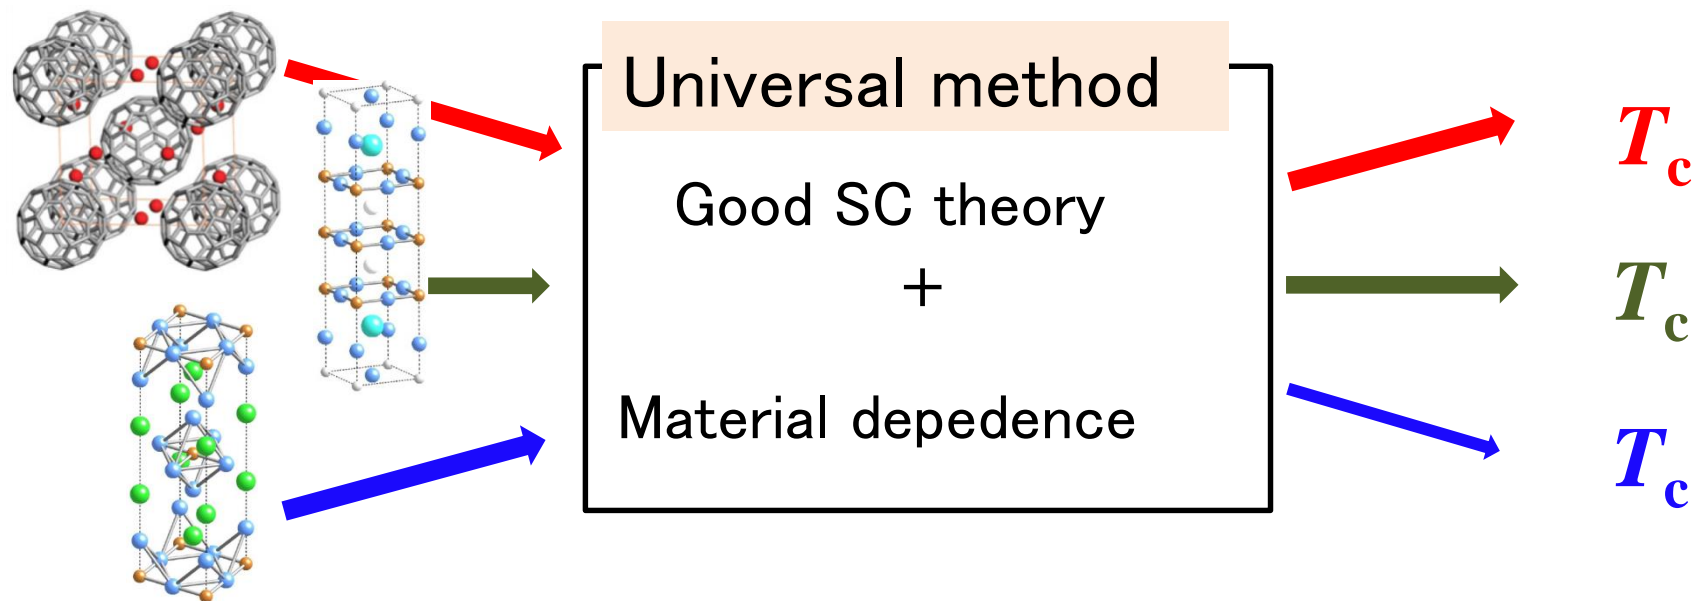 Universal method
Good SC theory
+
Material depedence
Tc
Tc
Tc